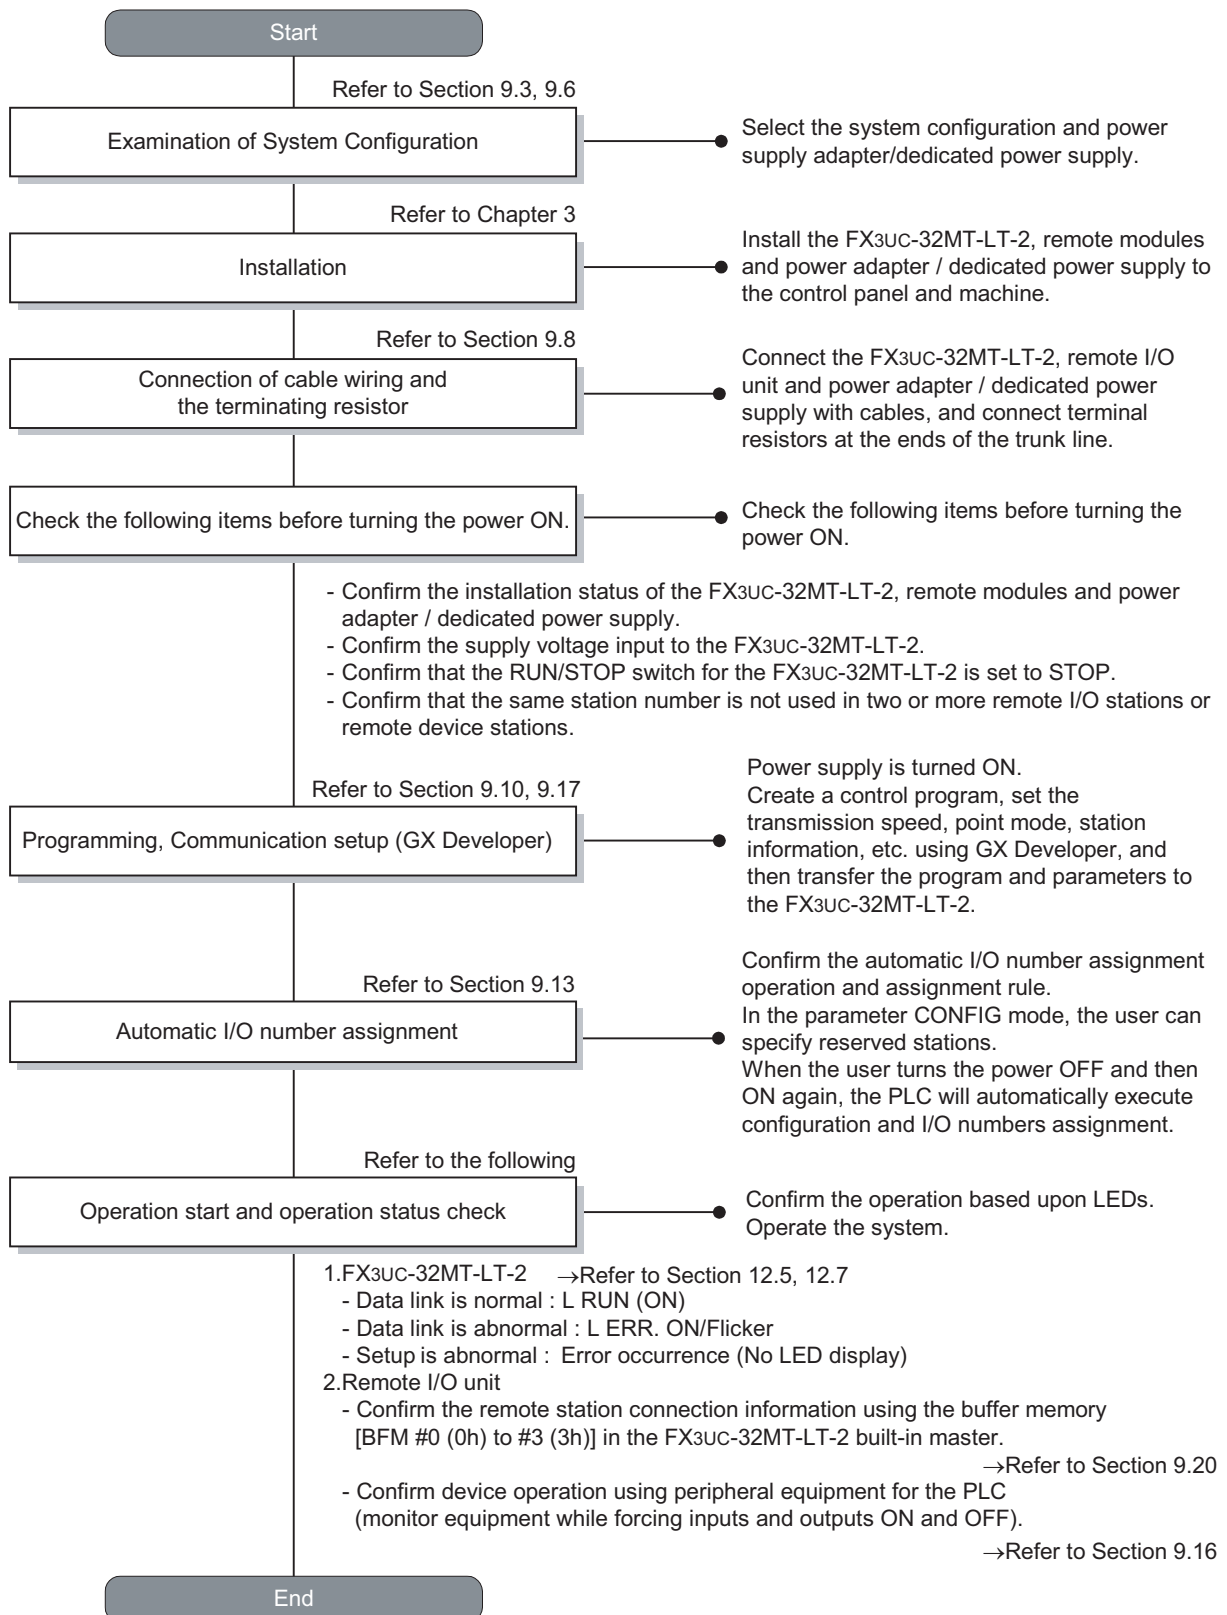 Start
Refer to Section 9.3, 9.6
Examination of System Configuration
Select the system configuration and power
supply adapter/dedicated power supply.
Refer to Chapter 3
Installation
Install the FX3UC-32MT-LT-2, remote modules
and power adapter / dedicated power supply to
the control panel and machine.
Refer to Section 9.8
Connection of cable wiring and
the terminating resistor
Connect the FX3UC-32MT-LT-2, remote I/O
unit and power adapter / dedicated power
supply with cables, and connect terminal
resistors at the ends of the trunk line.
Check the following items before turning the power ON.
Check the following items before turning the
power ON.
- Confirm the installation status of the FX3UC-32MT-LT-2, remote modules and power
adapter / dedicated power supply.
- Confirm the supply voltage input to the FX3UC-32MT-LT-2.
- Confirm that the RUN/STOP switch for the FX3UC-32MT-LT-2 is set to STOP.
- Confirm that the same station number is not used in two or more remote I/O stations or
remote device stations.
Refer to Section 9.10, 9.17
Programming, Communication setup (GX Developer)
Power supply is turned ON.
Create a control program, set the
transmission speed, point mode, station
information, etc. using GX Developer, and
then transfer the program and parameters to
the FX3UC-32MT-LT-2.
Refer to Section 9.13
Automatic I/O number assignment
Confirm the automatic I/O number assignment
operation and assignment rule.
In the parameter CONFIG mode, the user can
specify reserved stations.
When the user turns the power OFF and then
ON again, the PLC will automatically execute
configuration and I/O numbers assignment.
Refer to the following
Operation start and operation status check
Confirm the operation based upon LEDs.
Operate the system.
1.FX3UC-32MT-LT-2 →Refer to Section 12.5, 12.7
- Data link is normal : L RUN (ON)
- Data link is abnormal : L ERR. ON/Flicker
- Setup is abnormal : Error occurrence (No LED display)
2.Remote I/O unit
- Confirm the remote station connection information using the buffer memory
[BFM #0 (0h) to #3 (3h)] in the FX3UC-32MT-LT-2 built-in master.
→Refer to Section 9.20
- Confirm device operation using peripheral equipment for the PLC
(monitor equipment while forcing inputs and outputs ON and OFF).
→Refer to Section 9.16
End